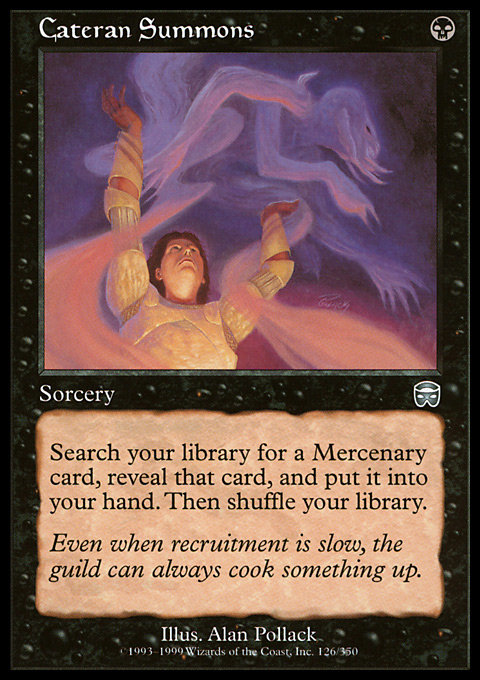 Cateran Summons
Sorcery
Search your library for a Mercenary
card, reveal that card, and put it into
your hand. Then shuffle your library.
Even when recruitment is slow, the
guild can always cook something up.
Illus. Alan Pollack
©1993–1999 Wizards of the Coast, Inc. 126/350